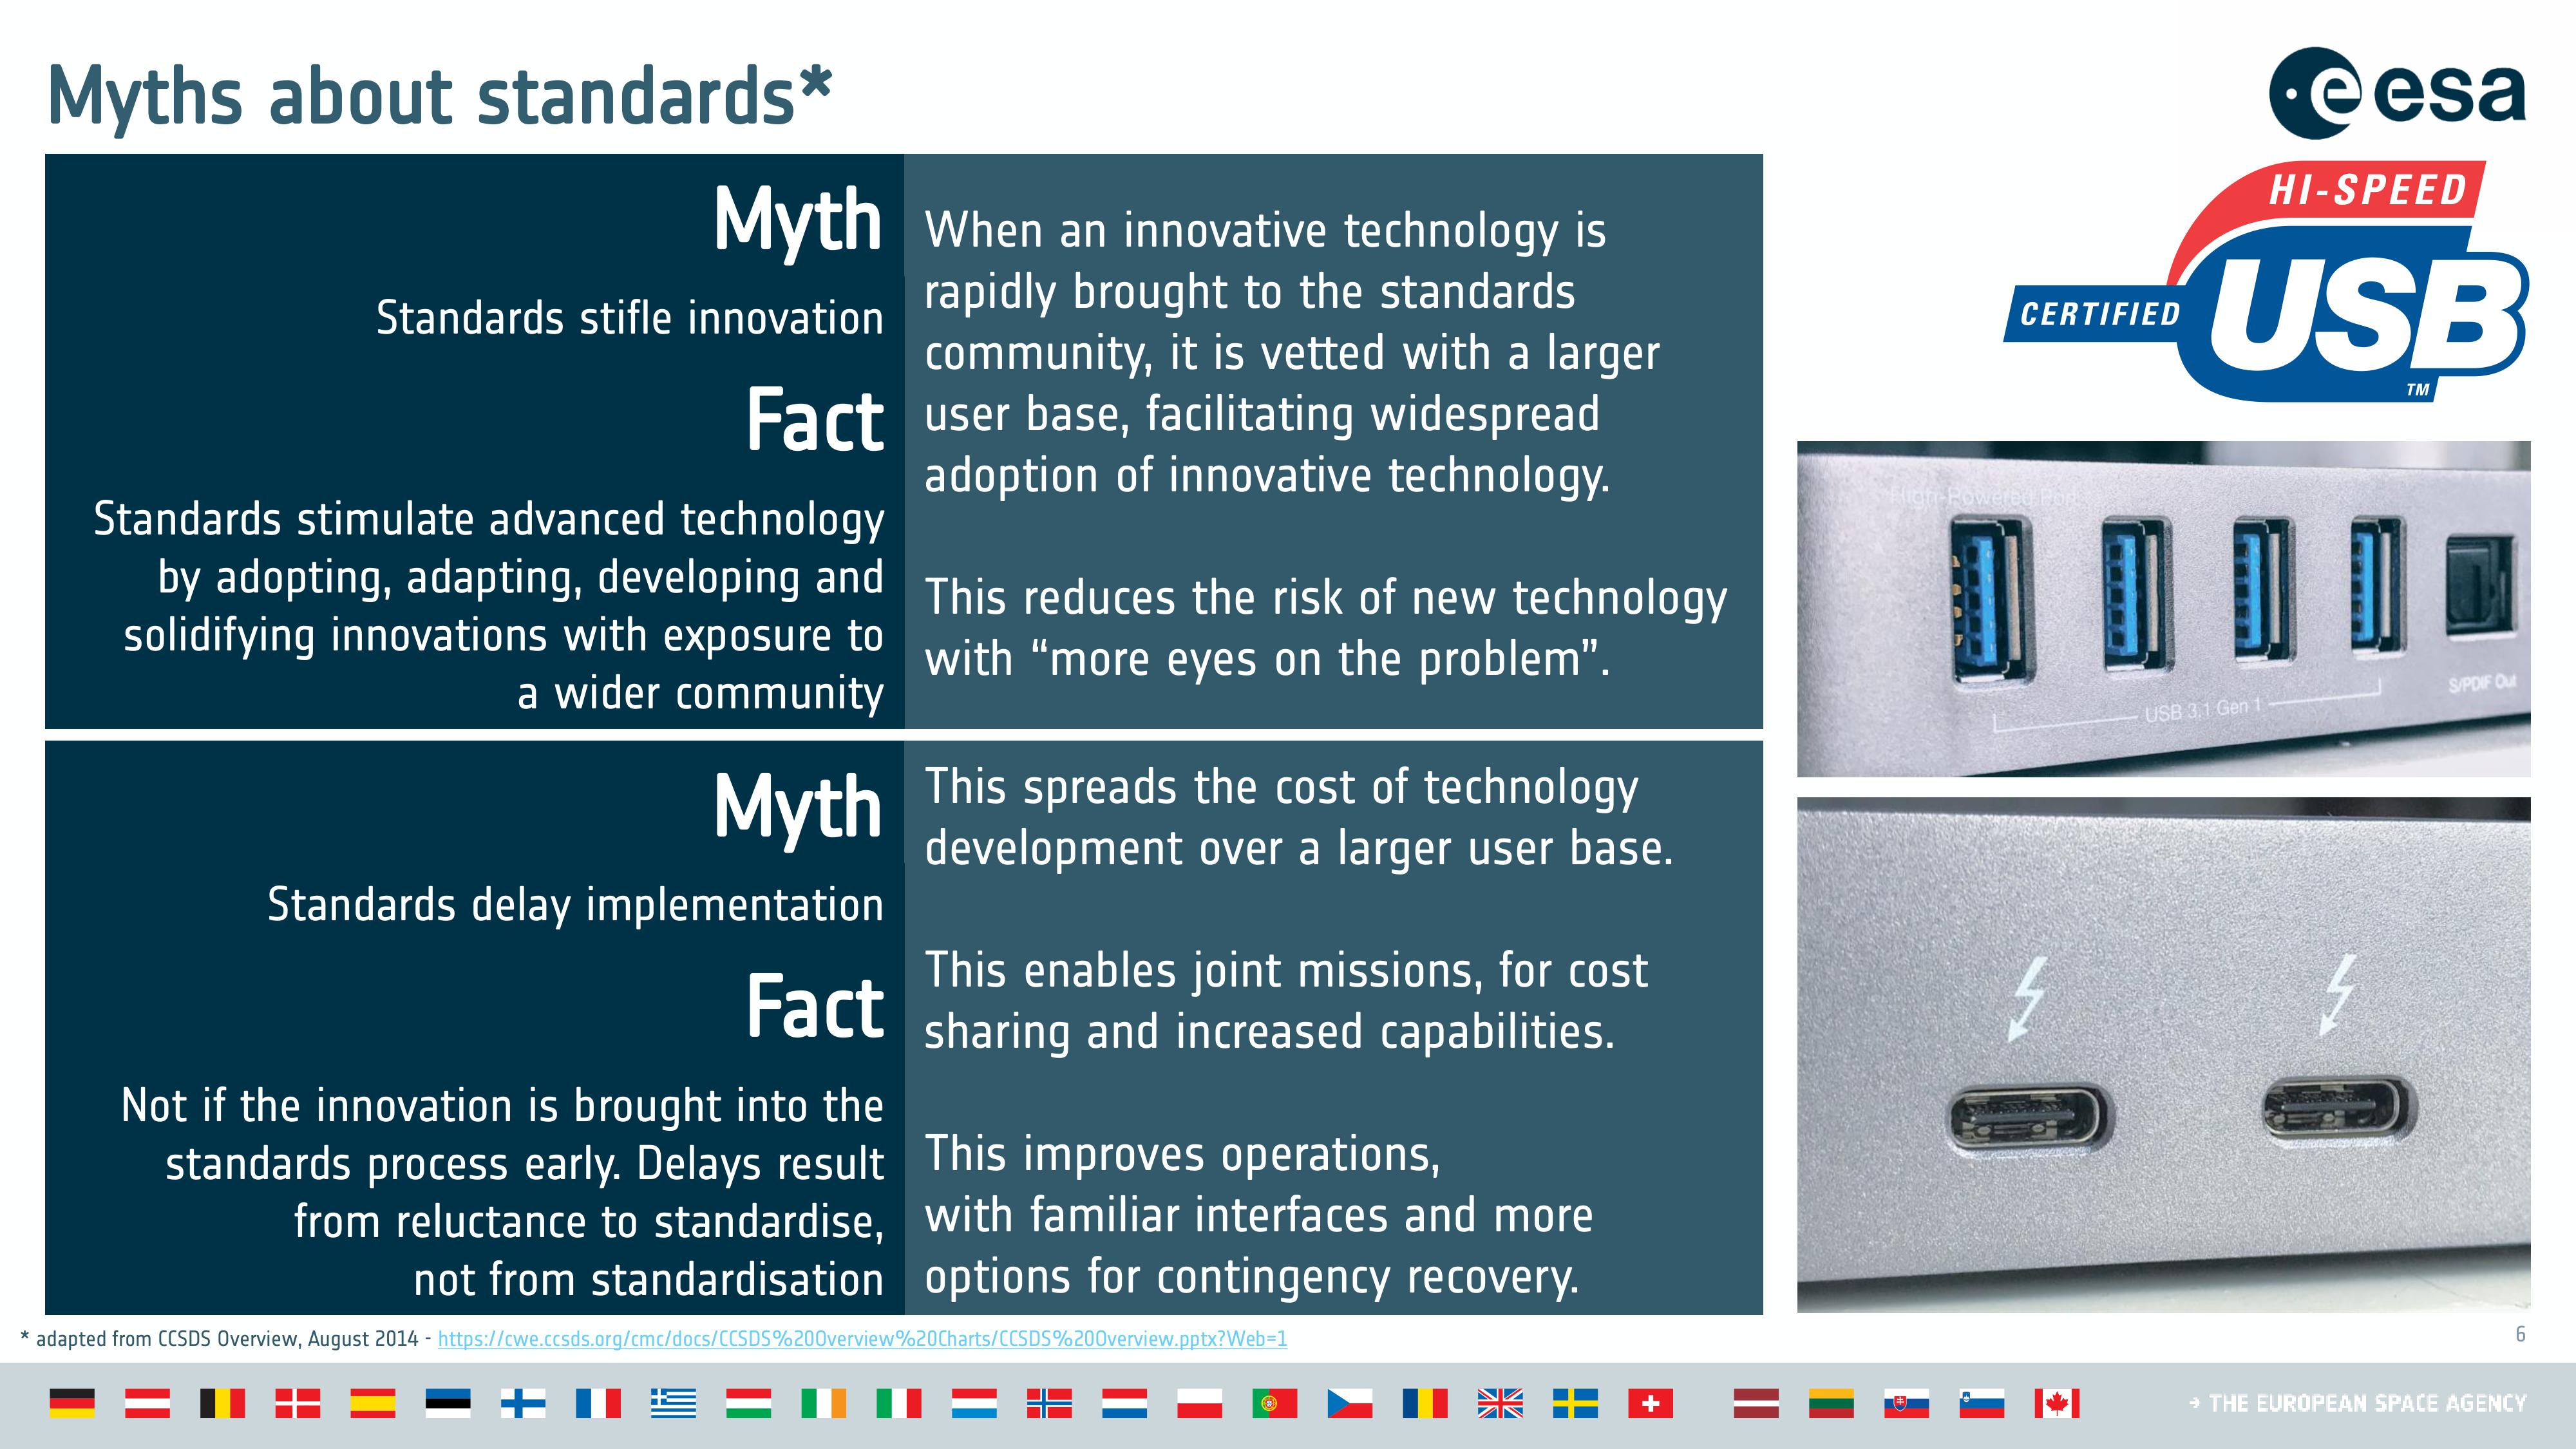 Myths about standards*
esa
Myth
Standards stifle innovation
Fact
Standards stimulate advanced technology
by adopting, adapting, developing and
solidifying innovations with exposure to
a wider community
When an innovative technology is
rapidly brought to the standards
community, it is vetted with a larger
user base, facilitating widespread
adoption of innovative technology.
This reduces the risk of new technology
with “more eyes on the problem”.
Myth
Standards delay implementation
Fact
Not if the innovation is brought into the
standards process early. Delays result
from reluctance to standardise,
not from standardisation
This spreads the cost of technology
development over a larger user base.
This enables joint missions, for cost
sharing and increased capabilities.
This improves operations,
with familiar interfaces and more
options for contingency recovery.
HI-SPEED
CERTIFIED
USB
TM
High-Powered Port
S/PDIF Out
USB 3.1 Gen 1
* adapted from CCSDS Overview, August 2014 - https://cwe.ccsds.org/cmc/docs/CCSDS%20Overview%20Charts/CCSDS%20Overview.pptx?Web=1
6
→ THE EUROPEAN SPACE AGENCY